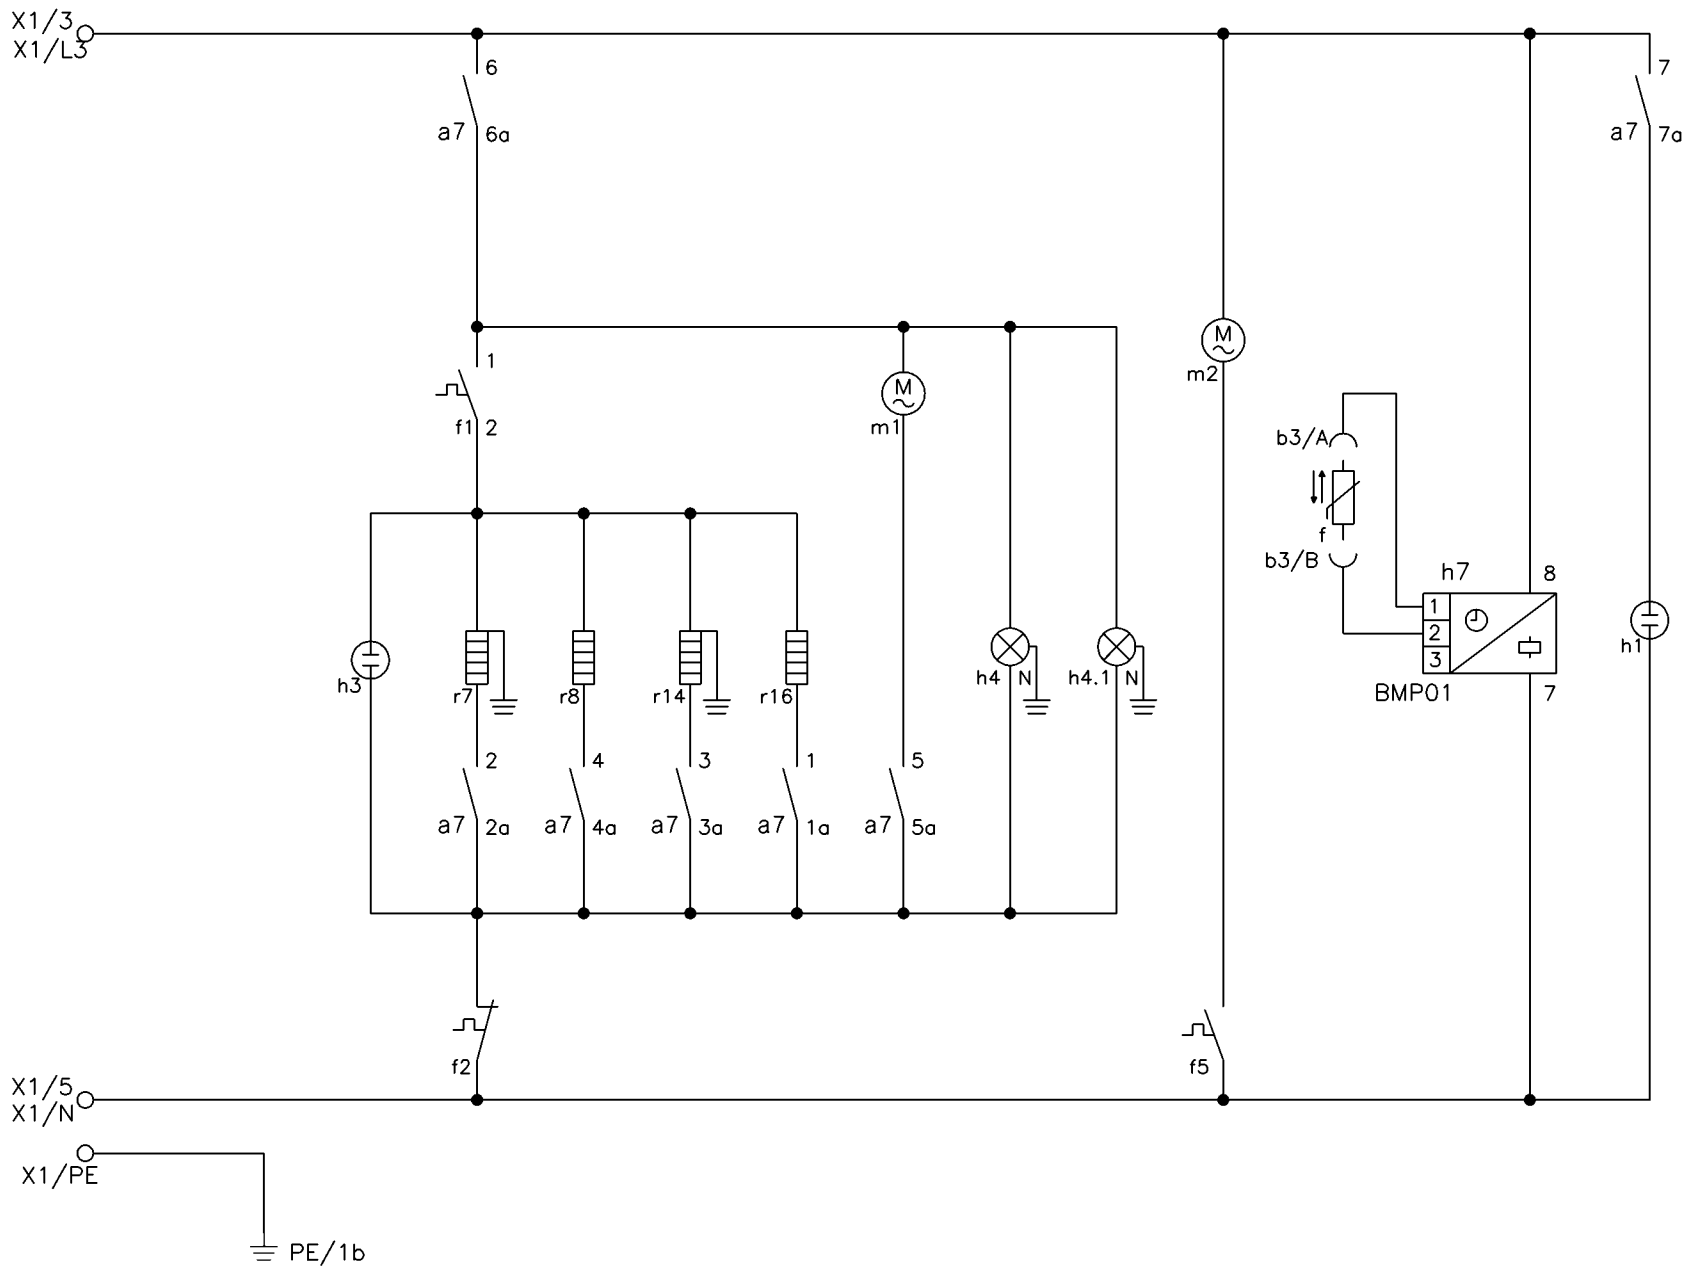 X1/3
X1/L3
6
a7 6a
7
a7 7a
1
f1 2
M
m1
M
m2
b3/A
f
b3/B
h7 8
1
2
3
BMP01 7
h1
h3
r7
r8
r14
r16
h4 N
h4.1 N
2
4
3
1
5
a7 2a
a7 4a
a7 3a
a7 1a
a7 5a
f2
f5
X1/5
X1/N
X1/PE
PE/1b